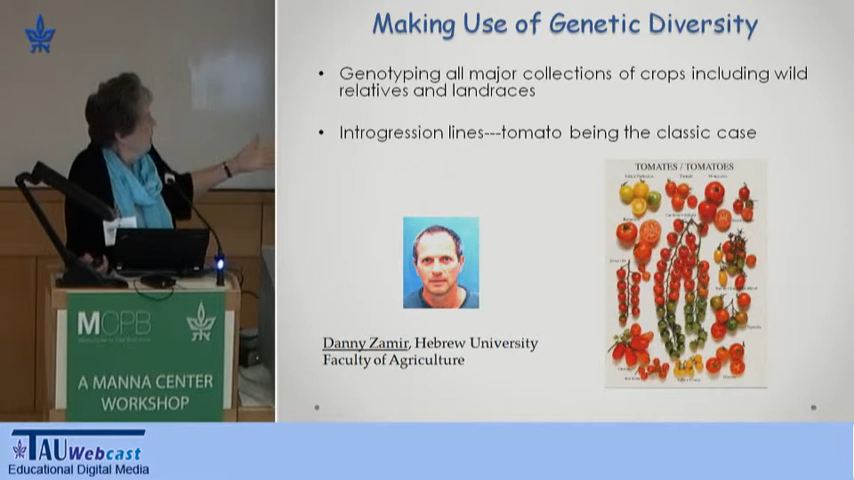 Making Use of Genetic Diversity
• Genotyping all major collections of crops including wild
relatives and landraces
• Introgression lines---tomato being the classic case
TOMATES / TOMATOES
Danny Zamir, Hebrew University
Faculty of Agriculture
MCPB
A MANNA CENTER
WORKSHOP
TAUWebcast
Educational Digital Media